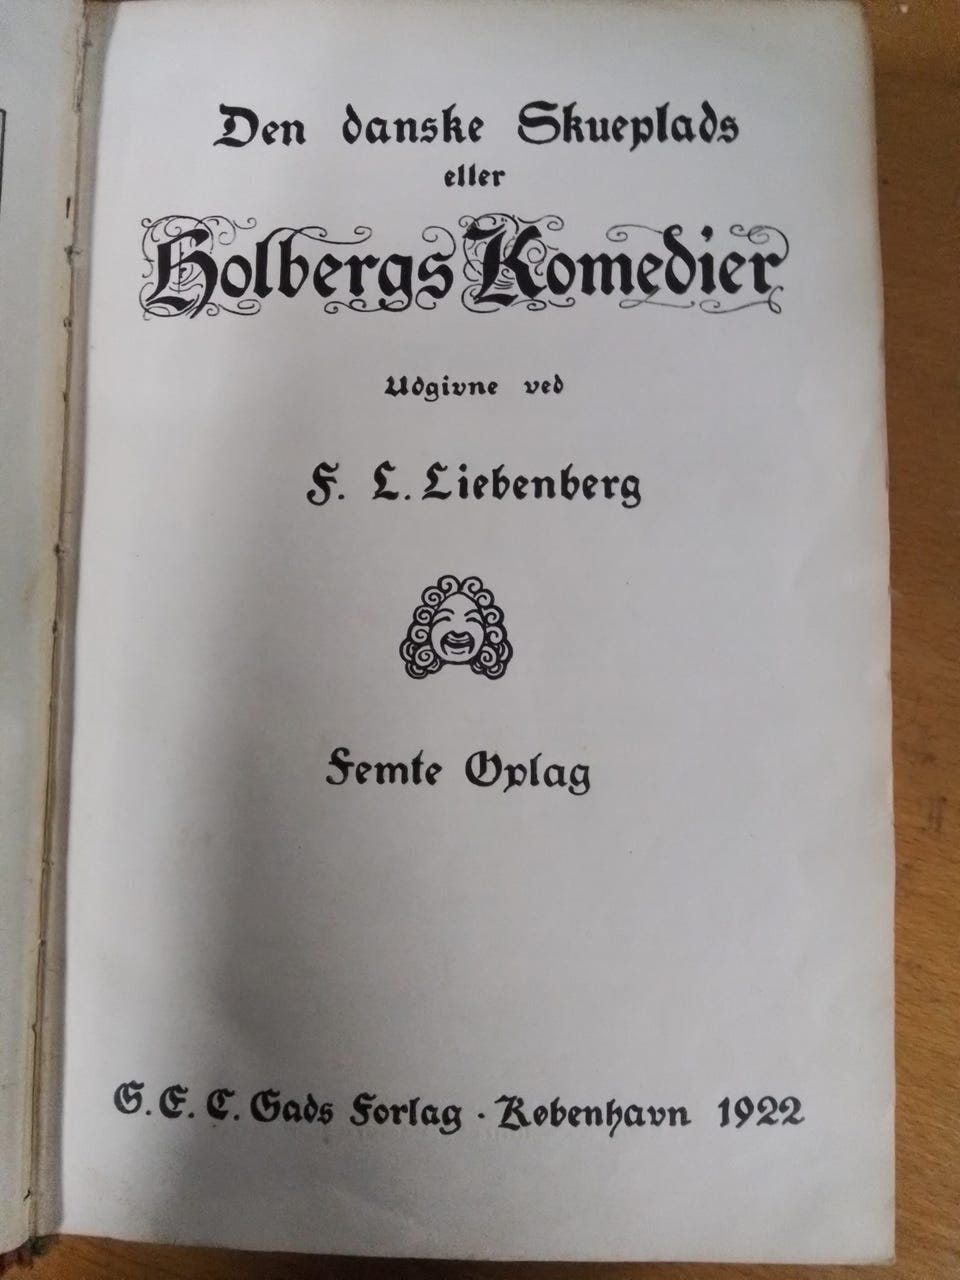 Den danske Skueplads
eller
Holbergs Komedier
Udgivne ved
F. L. Liebenberg
Femte Oplag
G. E. C. Gads Forlag · København 1922